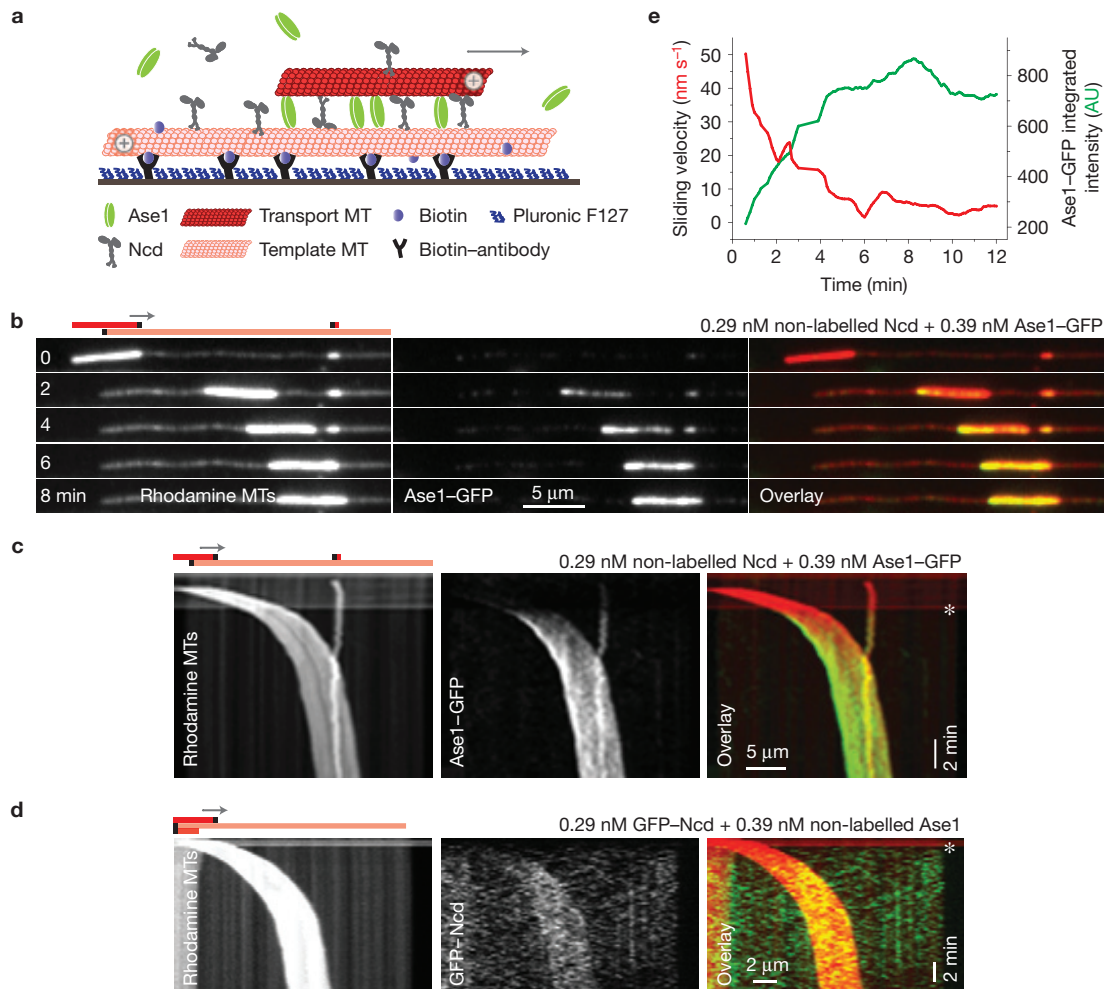 a
Ase1
Transport MT
Biotin
Pluronic F127
Ncd
Template MT
Biotin–antibody
e
Sliding velocity (nm s⁻¹)
50
40
30
20
10
0
800
600
400
200
Ase1–GFP integrated
intensity (AU)
0
2
4
6
8
10
12
Time (min)
b
0.29 nM non-labelled Ncd + 0.39 nM Ase1–GFP
0
2
4
6
8 min
Rhodamine MTs
Ase1–GFP
5 μm
Overlay
c
0.29 nM non-labelled Ncd + 0.39 nM Ase1–GFP
Rhodamine MTs
Ase1–GFP
Overlay
5 μm
*
2 min
d
0.29 nM GFP–Ncd + 0.39 nM non-labelled Ase1
Rhodamine MTs
GFP–Ncd
Overlay
2 μm
*
2 min